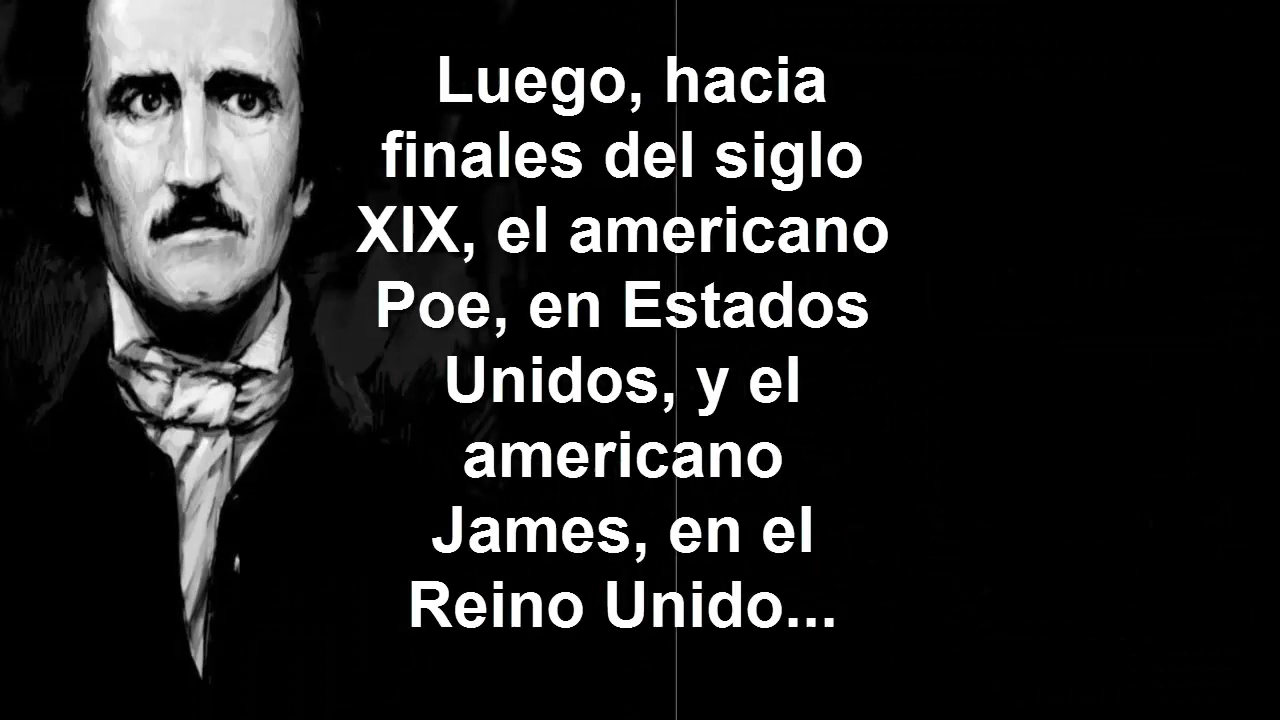 Luego, hacia
finales del siglo
XIX, el americano
Poe, en Estados
Unidos, y el
americano
James, en el
Reino Unido...